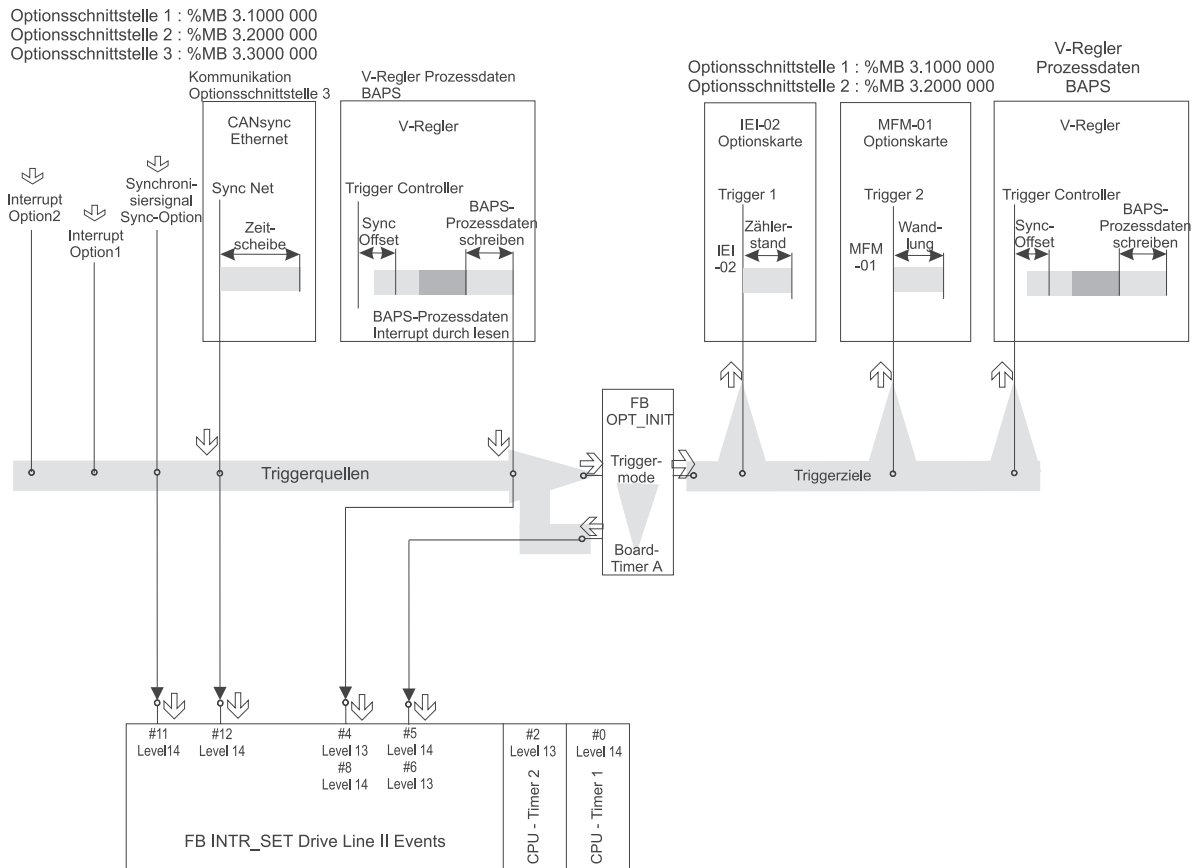 Optionsschnittstelle 1 : %MB 3.1000 000
Optionsschnittstelle 2 : %MB 3.2000 000
Optionsschnittstelle 3 : %MB 3.3000 000
Kommunikation
Optionsschnittstelle 3
V-Regler Prozessdaten
BAPS
Optionsschnittstelle 1 : %MB 3.1000 000
Optionsschnittstelle 2 : %MB 3.2000 000
V-Regler
Prozessdaten
BAPS
Interrupt
Option2
Interrupt
Option1
Synchroni-
siersignal
Sync-Option
CANsync
Ethernet
Sync Net
Zeit-
scheibe
V-Regler
Trigger Controller
Sync
Offset
BAPS-
Prozessdaten
schreiben
BAPS-Prozessdaten
Interrupt durch lesen
IEI-02
Optionskarte
Trigger 1
IEI
-02
Zähler-
stand
MFM-01
Optionskarte
Trigger 2
MFM
-01
Wand-
lung
V-Regler
Trigger Controller
Sync-
Offset
BAPS-
Prozessdaten
schreiben
Triggerquellen
FB
OPT_INIT
Trigger-
mode
Board-
Timer A
Triggerziele
#11
Level14
#12
Level 14
#4
Level 13
#8
Level 14
#5
Level 14
#6
Level 13
#2
Level 13
CPU - Timer 2
#0
Level 14
CPU - Timer 1
FB INTR_SET Drive Line II Events